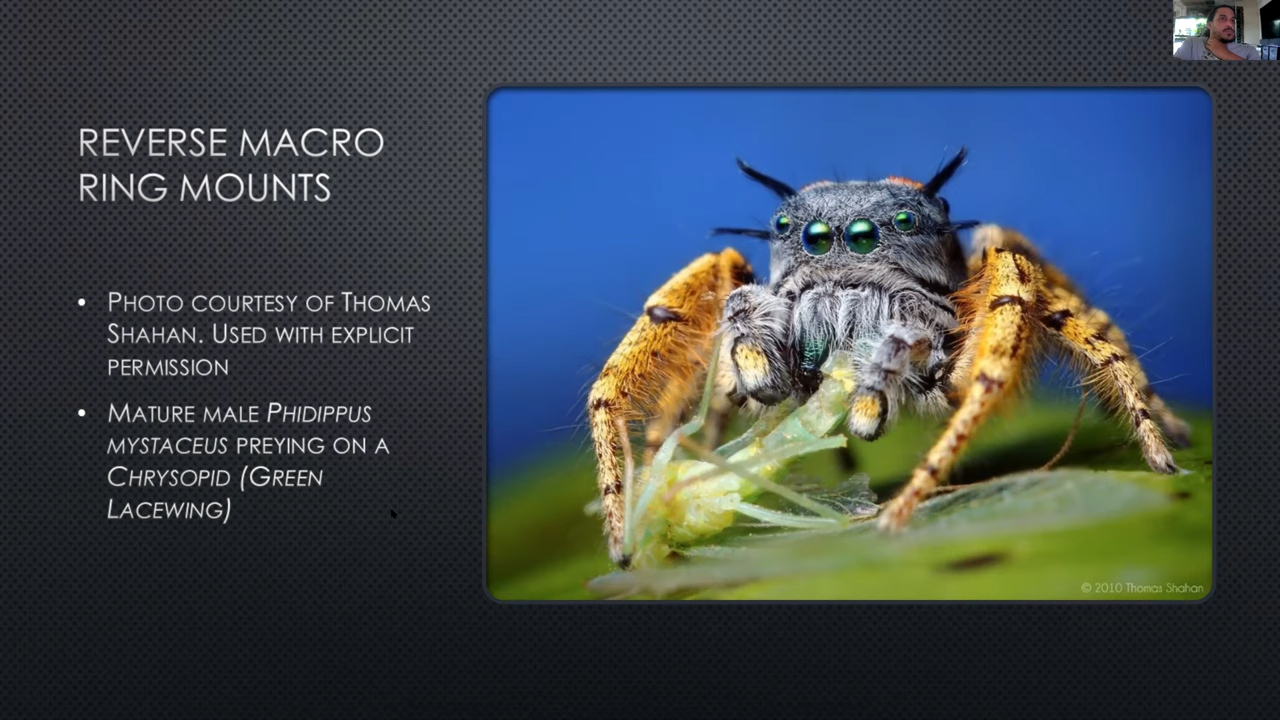 REVERSE MACRO
RING MOUNTS
• PHOTO COURTESY OF THOMAS
SHAHAN. USED WITH EXPLICIT
PERMISSION
• MATURE MALE PHIDIPPUS
MYSTACEUS PREYING ON A
CHRYSOPID (GREEN
LACEWING)
© 2010 Thomas Shahan